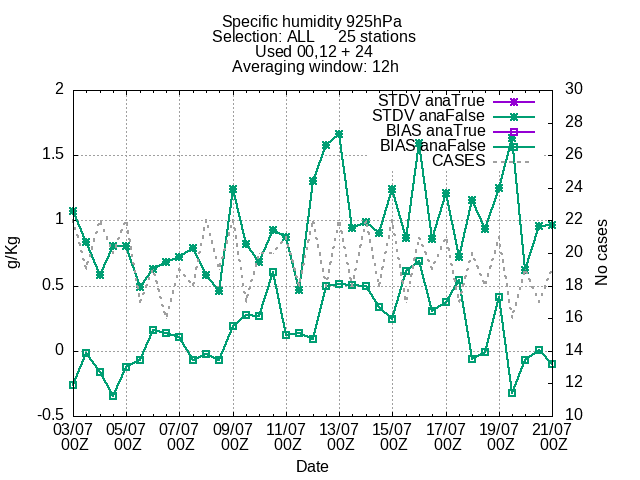 Specific humidity 925hPa
Selection: ALL 25 stations
Used 00,12 + 24
Averaging window: 12h
STDV anaTrue
STDV anaFalse
BIAS anaTrue
BIAS anaFalse
CASES
2
1.5
1
0.5
0
-0.5
g/Kg
30
28
26
24
22
20
18
16
14
12
10
No cases
03/07 05/07 07/07 09/07 11/07 13/07 15/07 17/07 19/07 21/07
00Z 00Z 00Z 00Z 00Z 00Z 00Z 00Z 00Z 00Z
Date